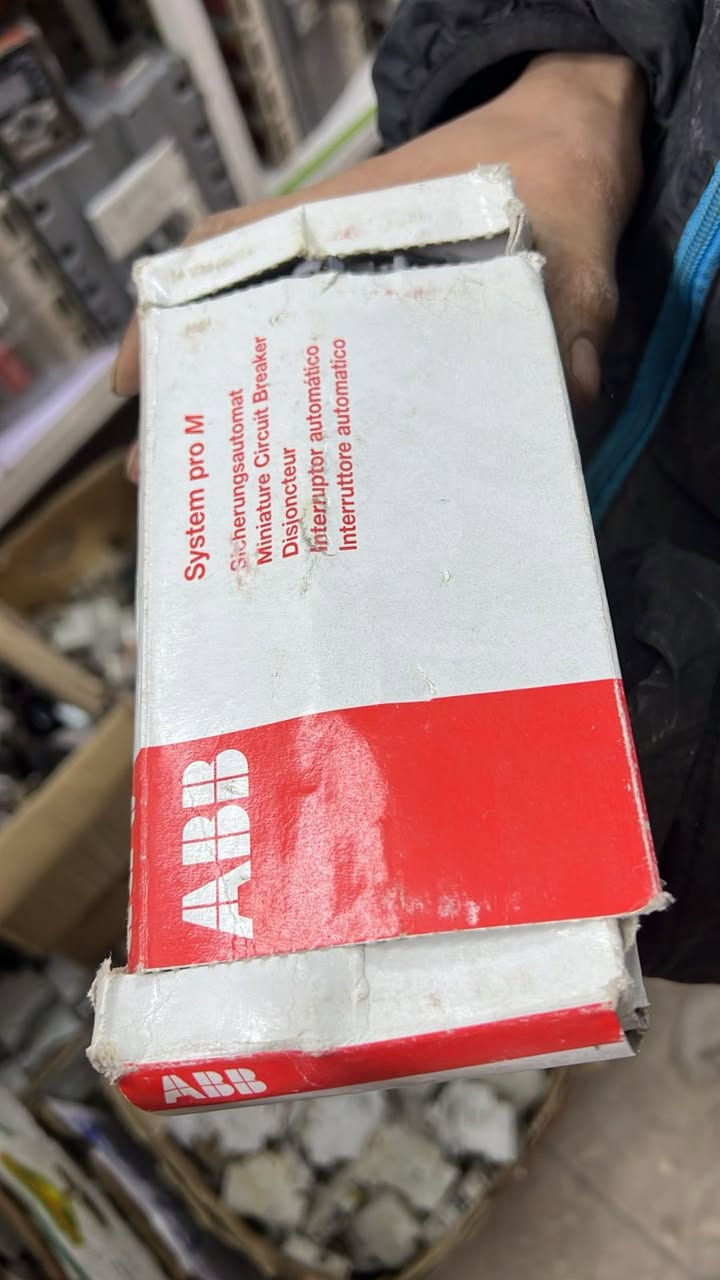 System pro M
Sicherungsautomat
Miniature Circuit Breaker
Disjoncteur
Interruptor automático
Interruttore automatico
ABB
ABB